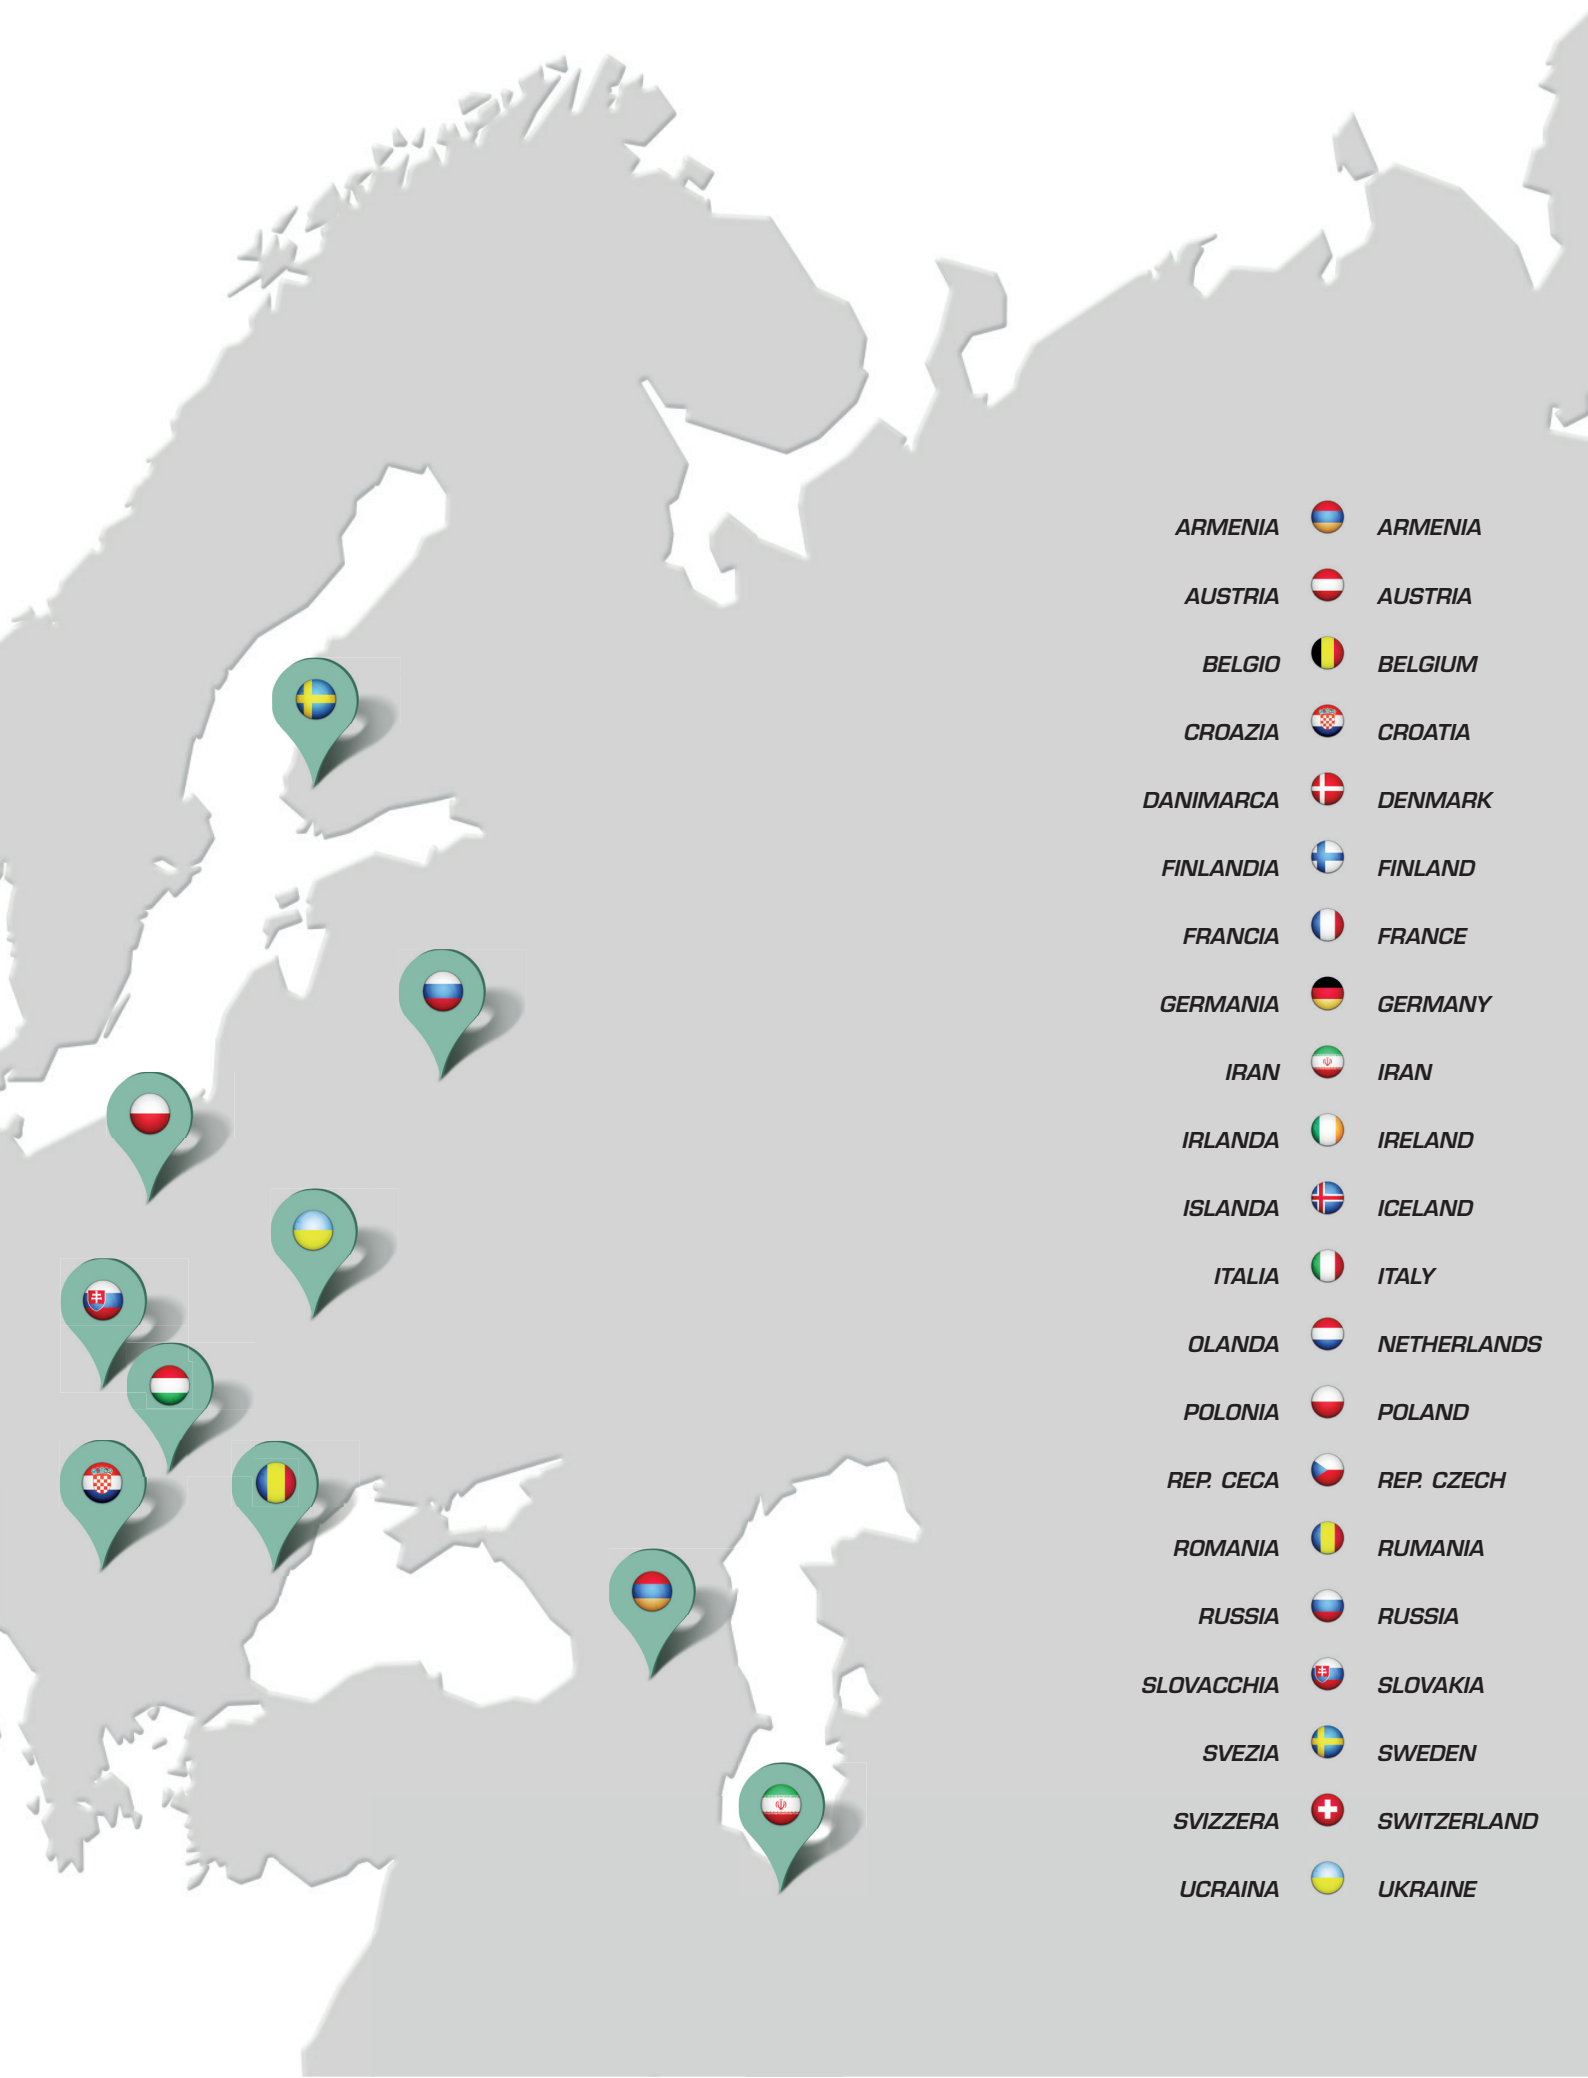 ARMENIA ARMENIA
AUSTRIA AUSTRIA
BELGIO BELGIUM
CROAZIA CROATIA
DANIMARCA DENMARK
FINLANDIA FINLAND
FRANCIA FRANCE
GERMANIA GERMANY
IRAN IRAN
IRLANDA IRELAND
ISLANDA ICELAND
ITALIA ITALY
OLANDA NETHERLANDS
POLONIA POLAND
REP. CECA REP. CZECH
ROMANIA RUMANIA
RUSSIA RUSSIA
SLOVACCHIA SLOVAKIA
SVEZIA SWEDEN
SVIZZERA SWITZERLAND
UCRAINA UKRAINE